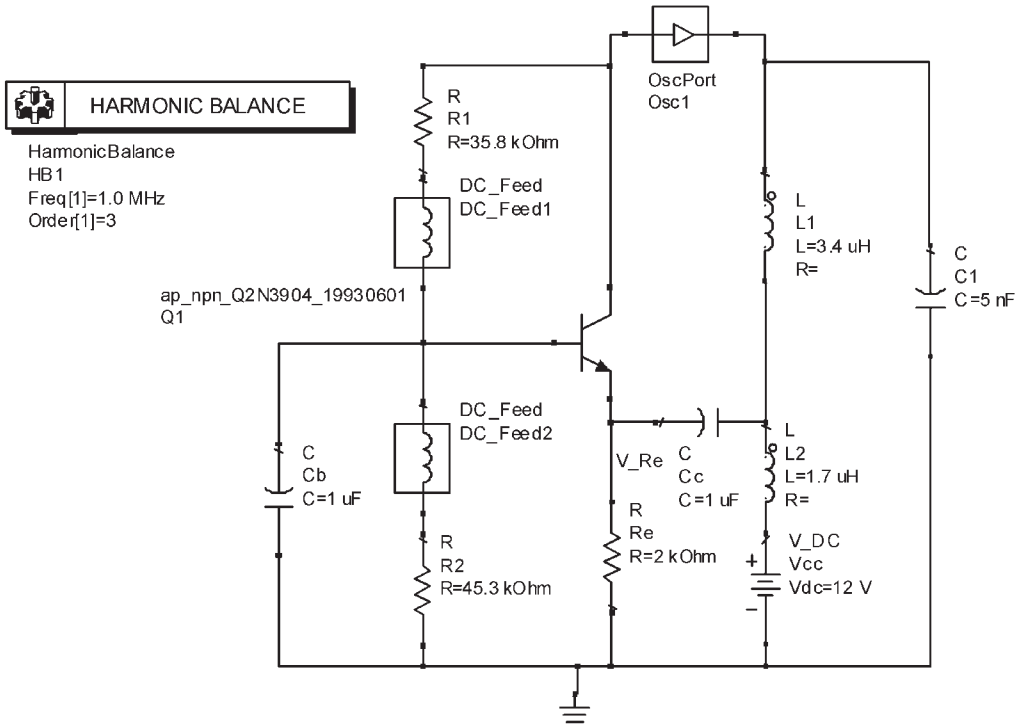 OscPort
Osc1
HARMONIC BALANCE
HarmonicBalance
HB1
Freq[1]=1.0 MHz
Order[1]=3
R
R1
R=35.8 kOhm
DC_Feed
DC_Feed1
L
L1
L=3.4 uH
R=
C
C1
C=5 nF
ap_npn_Q2N3904_19930601
Q1
DC_Feed
DC_Feed2
C
Cb
C=1 uF
V_Re
C
Cc
C=1 uF
L
L2
L=1.7 uH
R=
R
Re
R=2 kOhm
R
R2
R=45.3 kOhm
V_DC
Vcc
Vdc=12 V
+
−